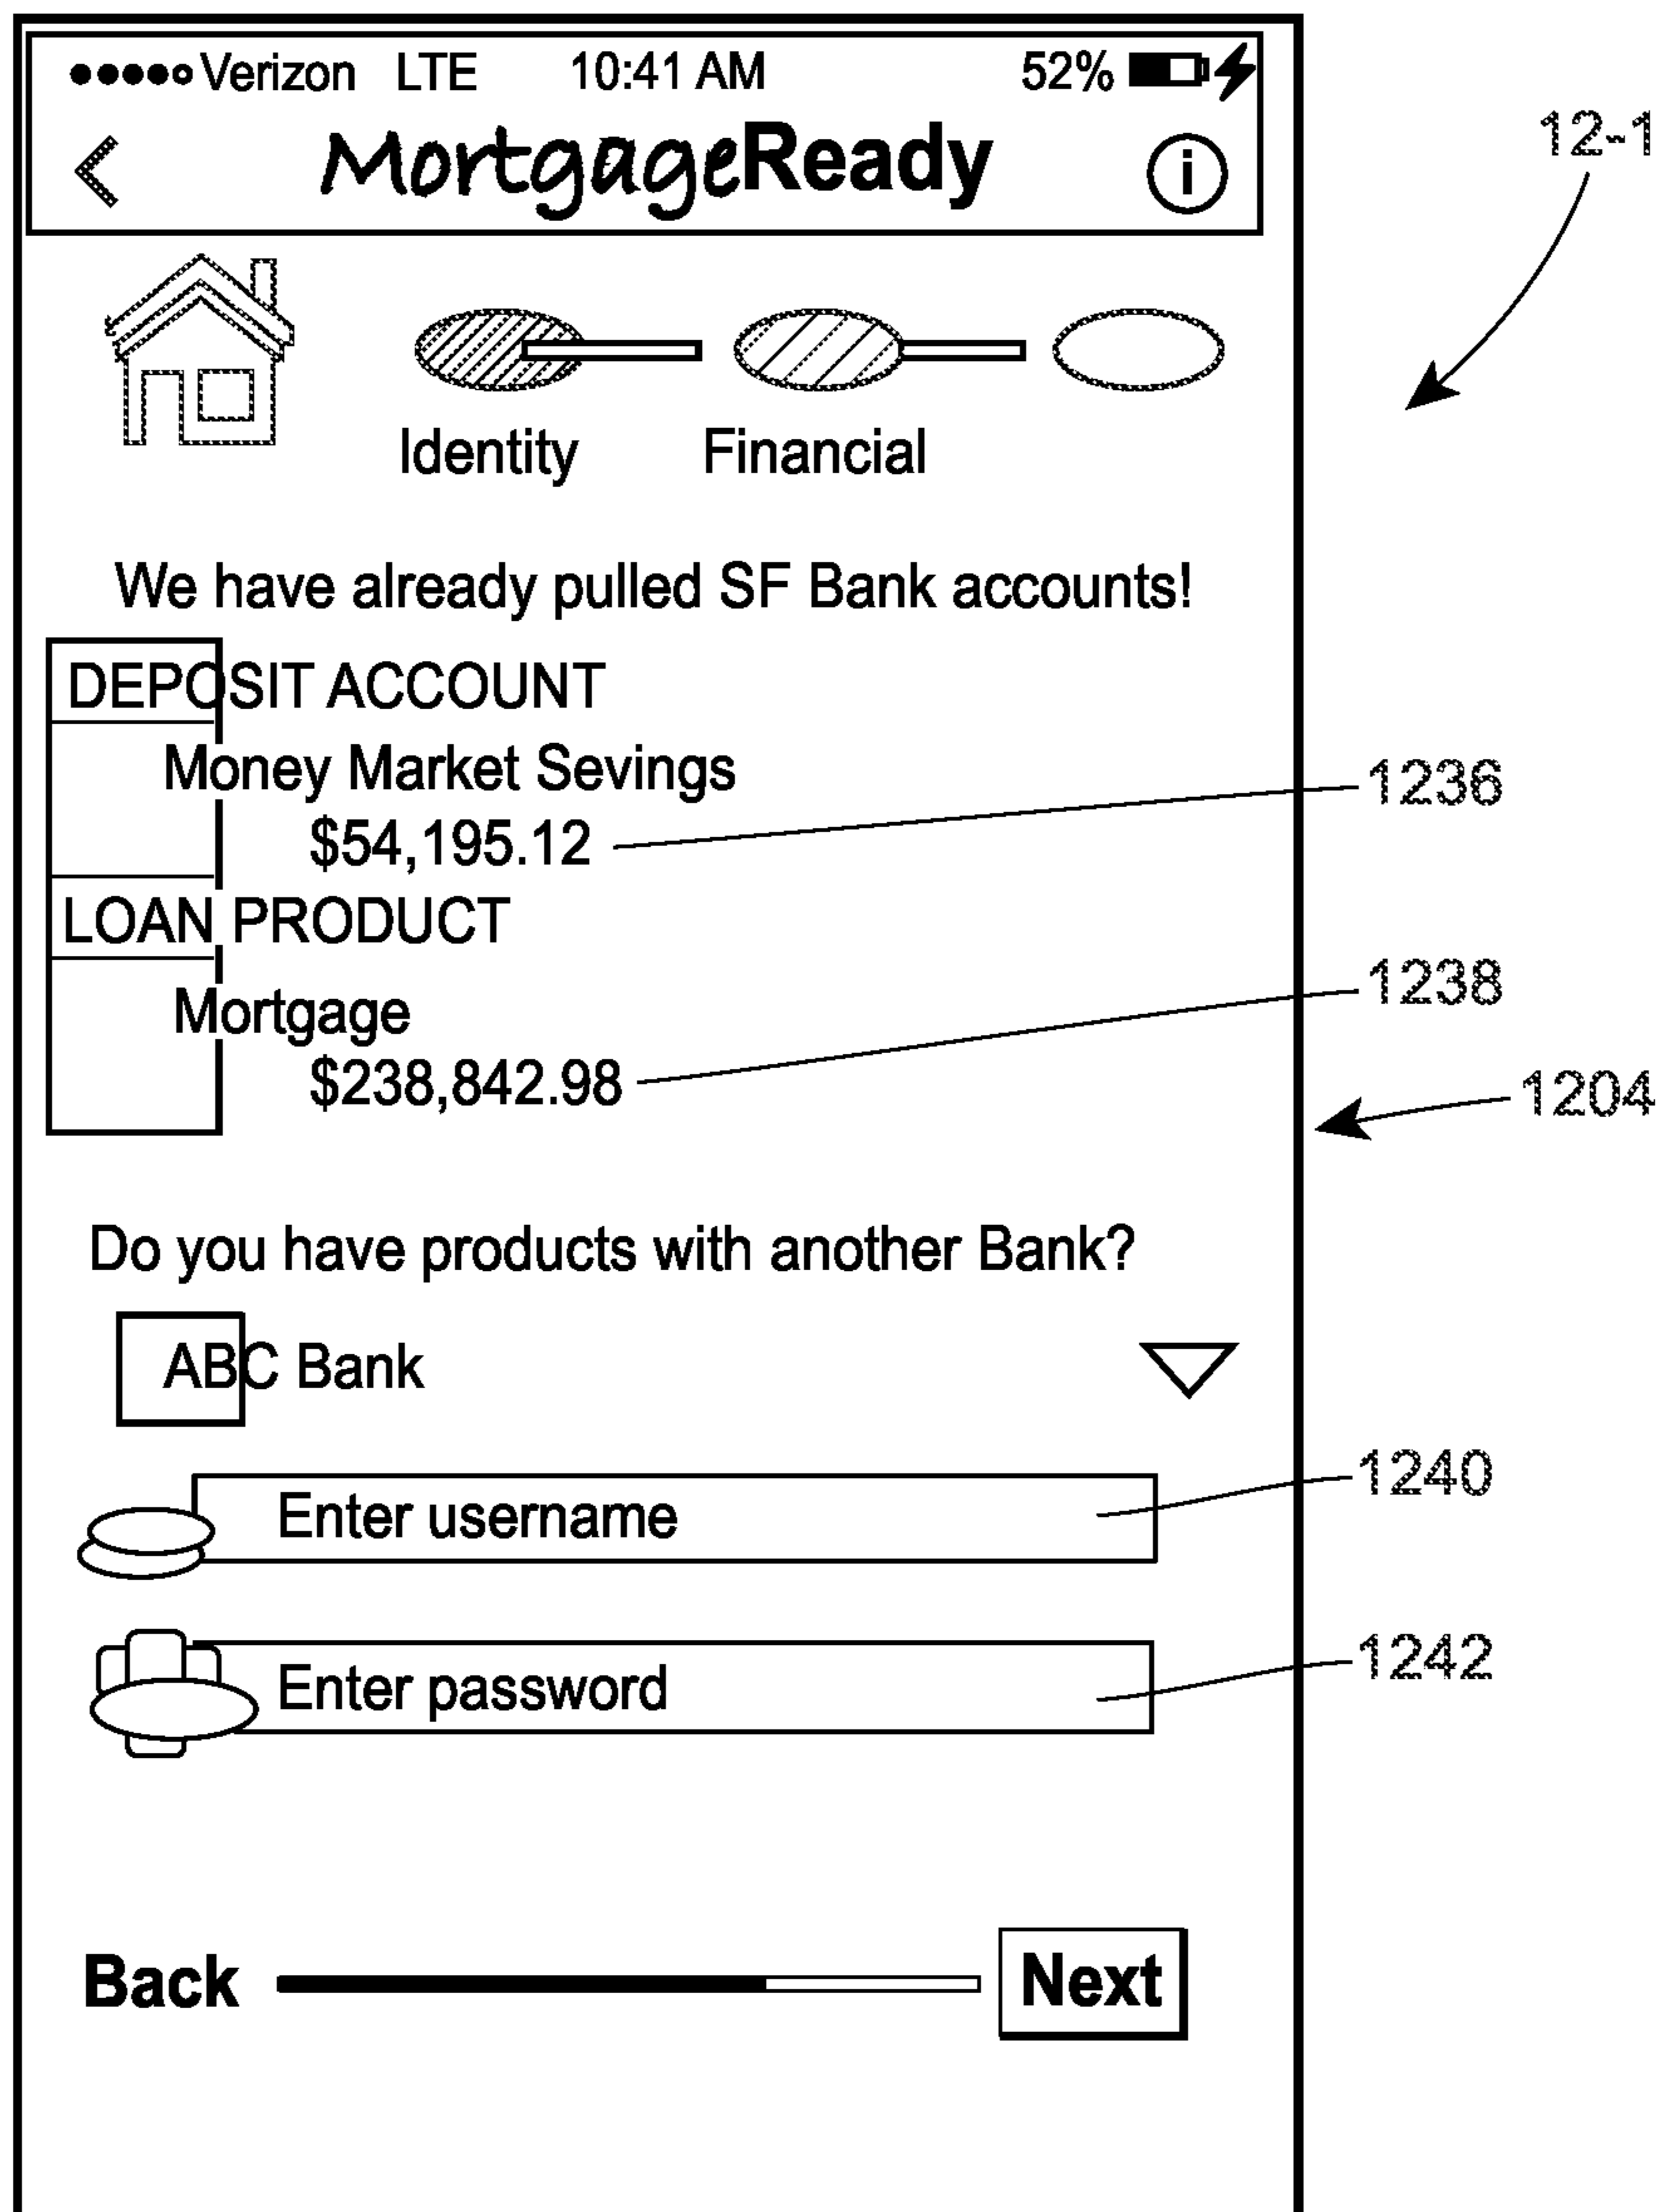 Verizon LTE 10:41 AM 52%
MortgageReady i
12-1
Identity Financial
We have already pulled SF Bank accounts!
DEPOSIT ACCOUNT
Money Market Sevings
1236
$54,195.12
LOAN PRODUCT
1238
Mortgage
$238,842.98
1204
Do you have products with another Bank?
ABC Bank
1240
Enter username
1242
Enter password
Back Next